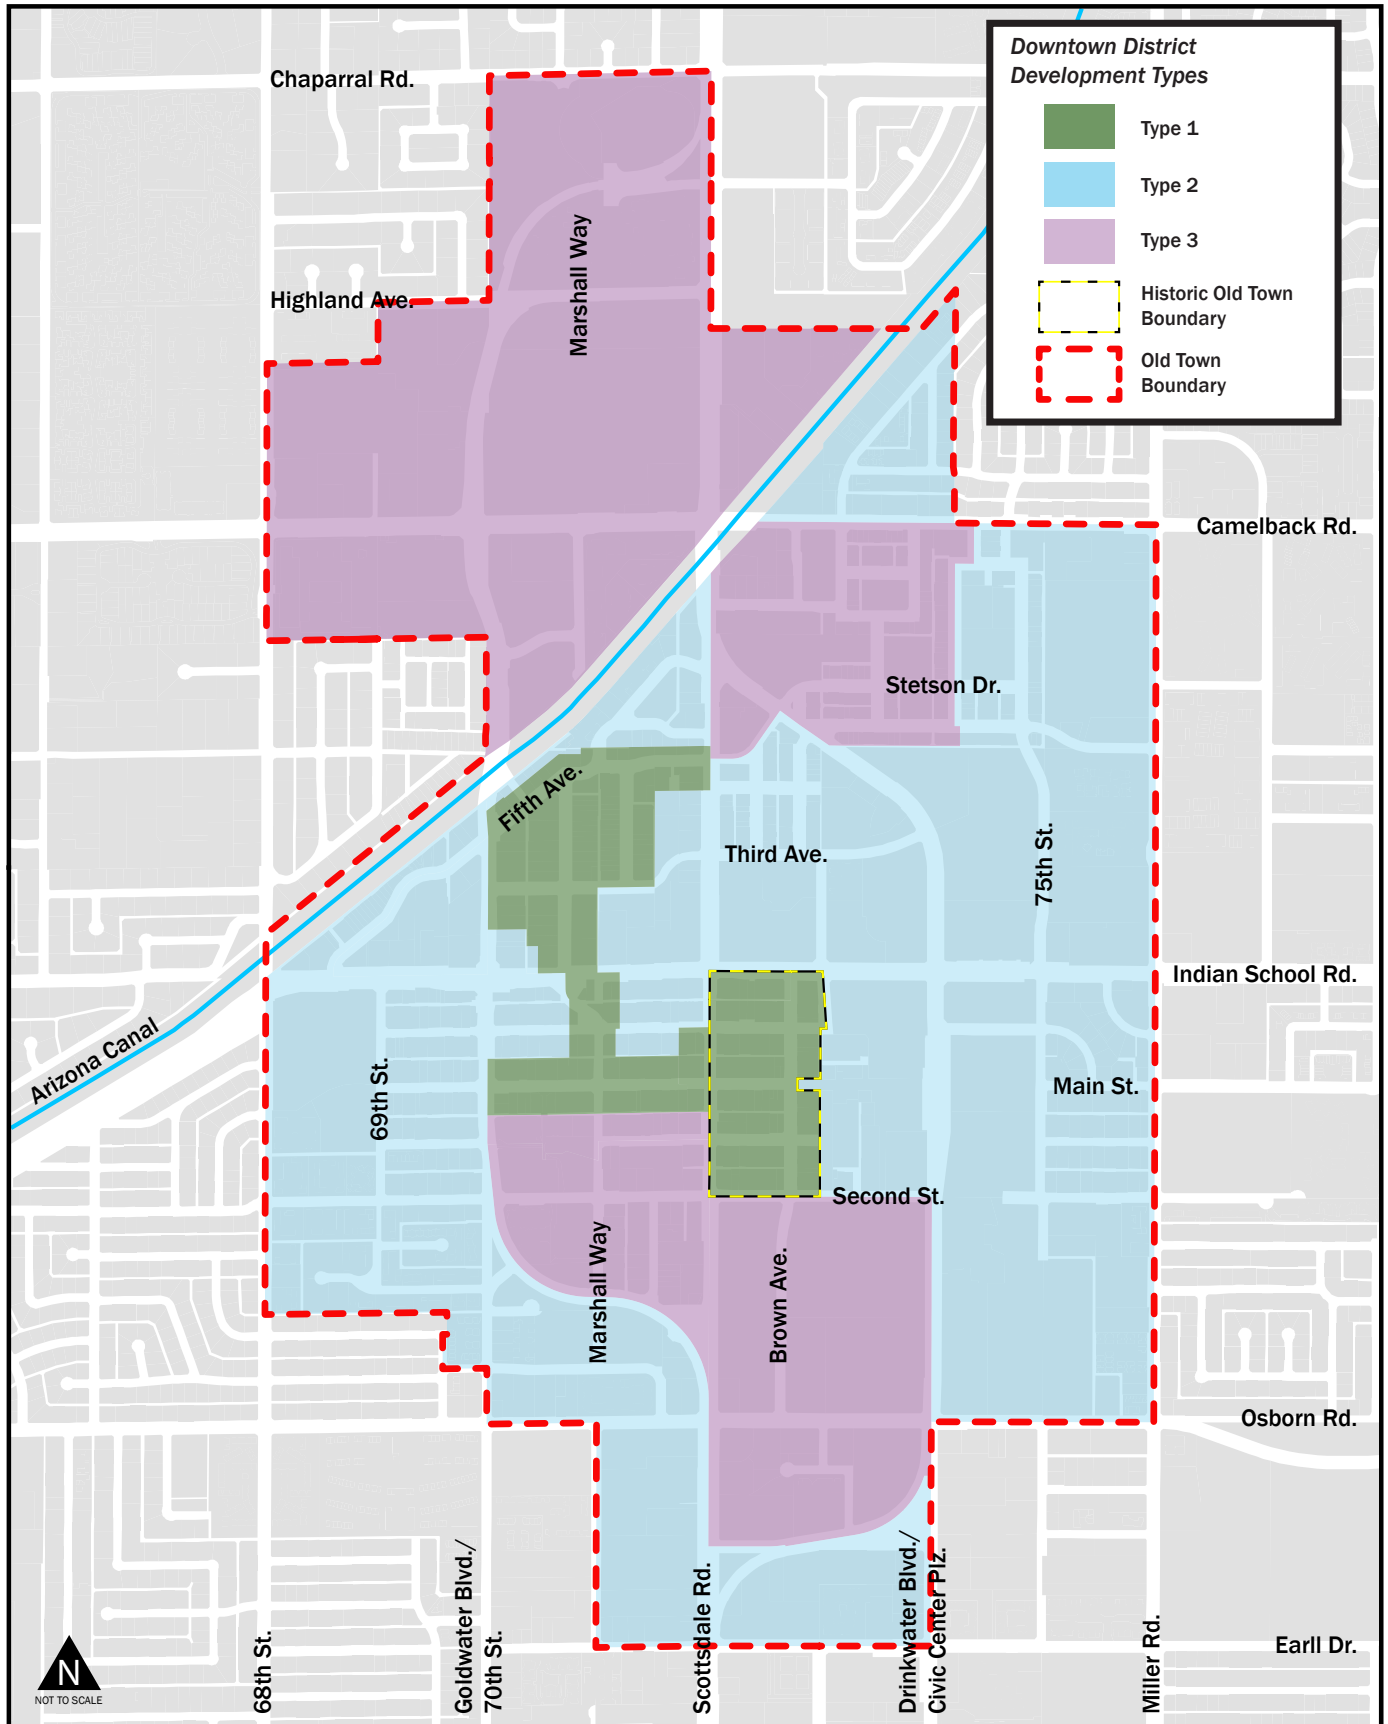 Downtown District
Development Types
Type 1
Type 2
Type 3
Historic Old Town
Boundary
Old Town
Boundary
Chaparral Rd.
Marshall Way
Highland Ave.
Camelback Rd.
Stetson Dr.
Fifth Ave.
Third Ave.
75th St.
Indian School Rd.
Arizona Canal
69th St.
Main St.
Second St.
Marshall Way
Brown Ave.
Osborn Rd.
68th St.
Goldwater Blvd./
70th St.
Scottsdale Rd.
Drinkwater Blvd./
Civic Center Plz.
Miller Rd.
Earll Dr.
N
NOT TO SCALE